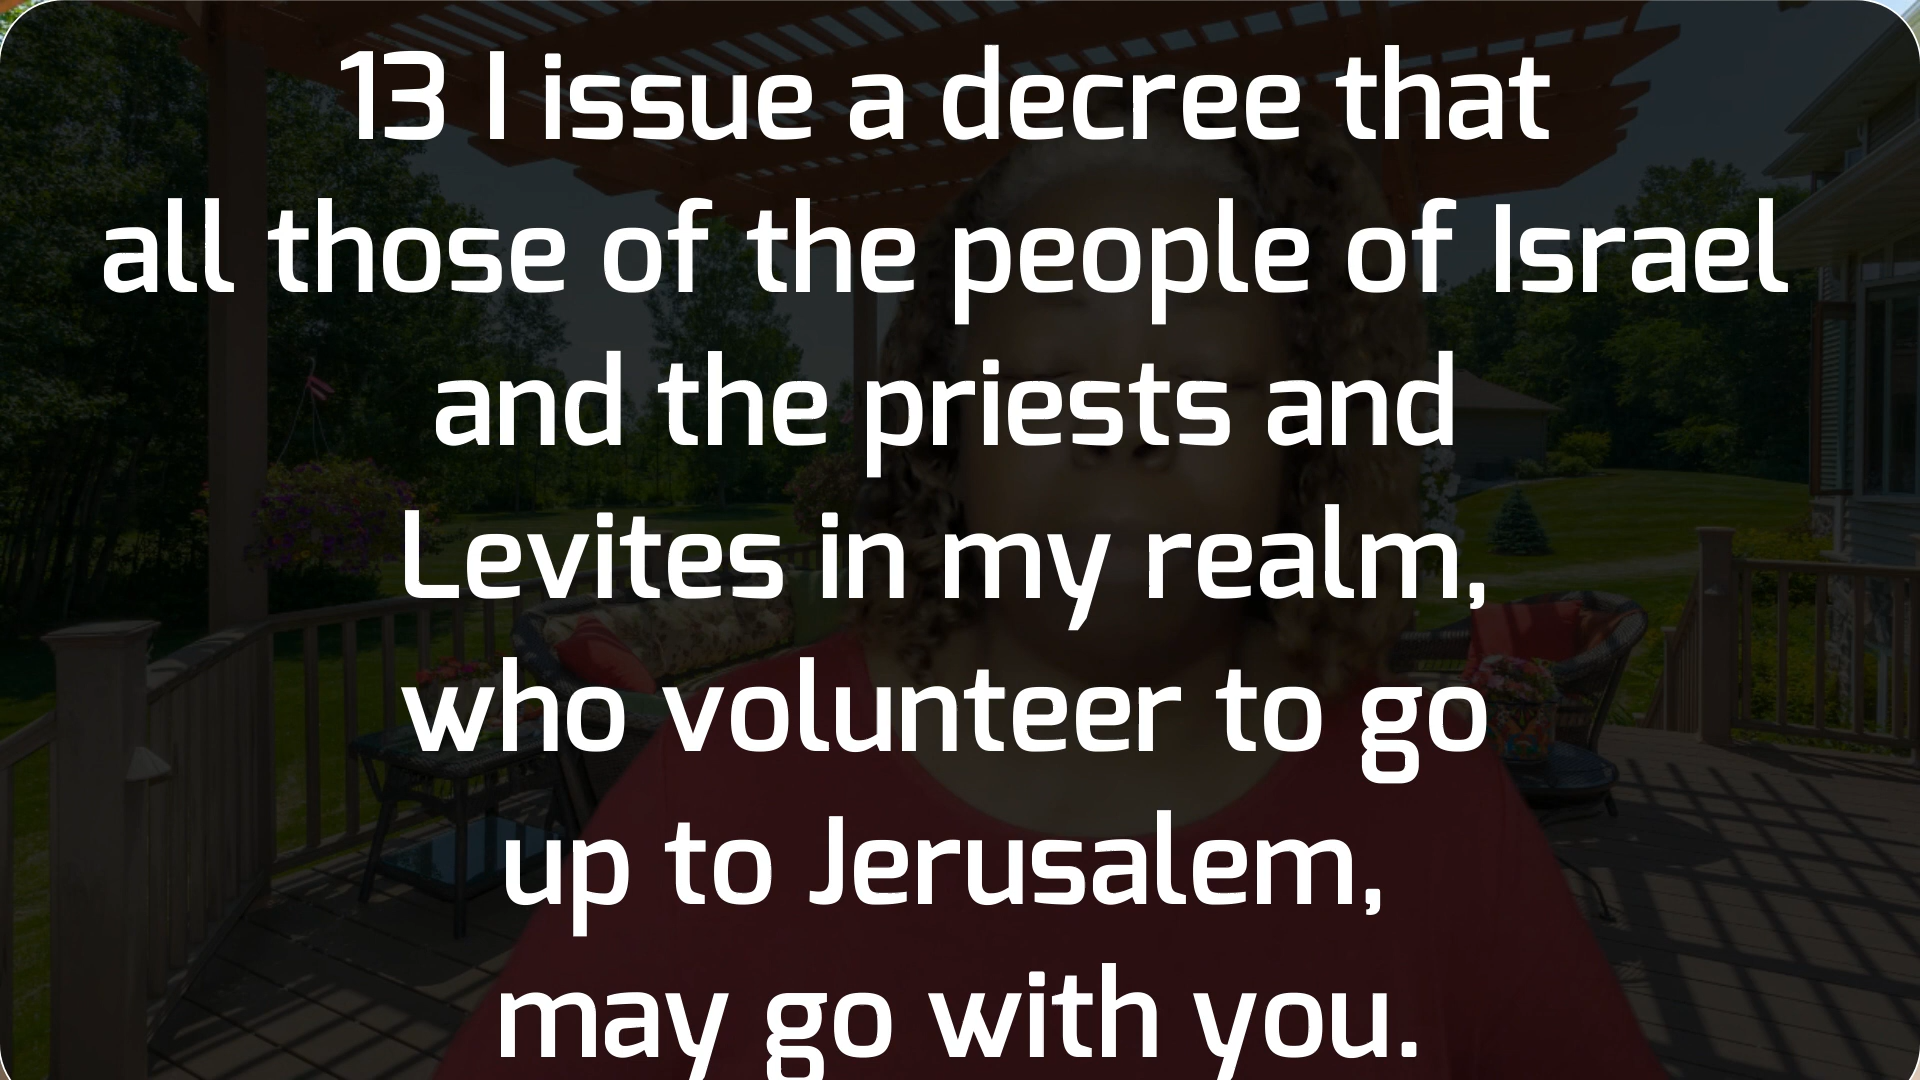 13 I issue a decree that
all those of the people of Israel
and the priests and
Levites in my realm,
who volunteer to go
up to Jerusalem,
may go with you.